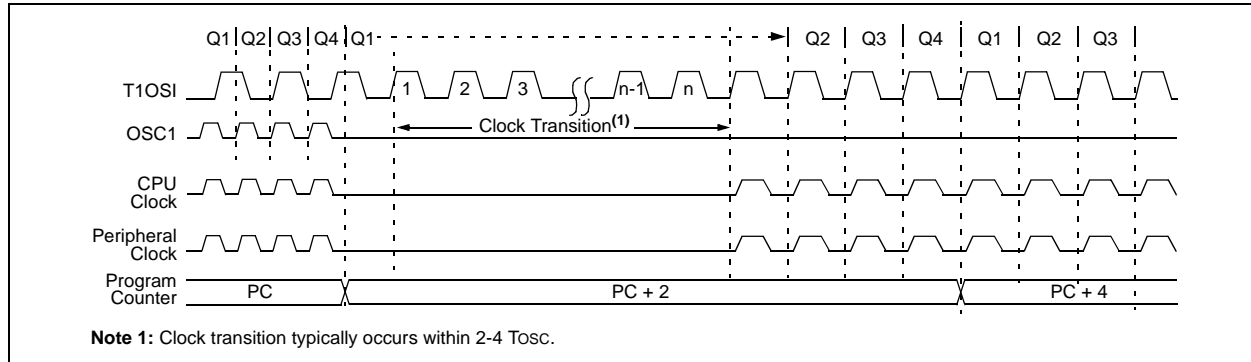 Q1 Q2 Q3 Q4 Q1 Q2 Q3 Q4 Q1 Q2 Q3
T1OSI 1 2 3 n-1 n
OSC1 Clock Transition(1)
CPU
Clock
Peripheral
Clock
Program
Counter PC PC + 2 PC + 4
Note 1: Clock transition typically occurs within 2-4 TOSC.